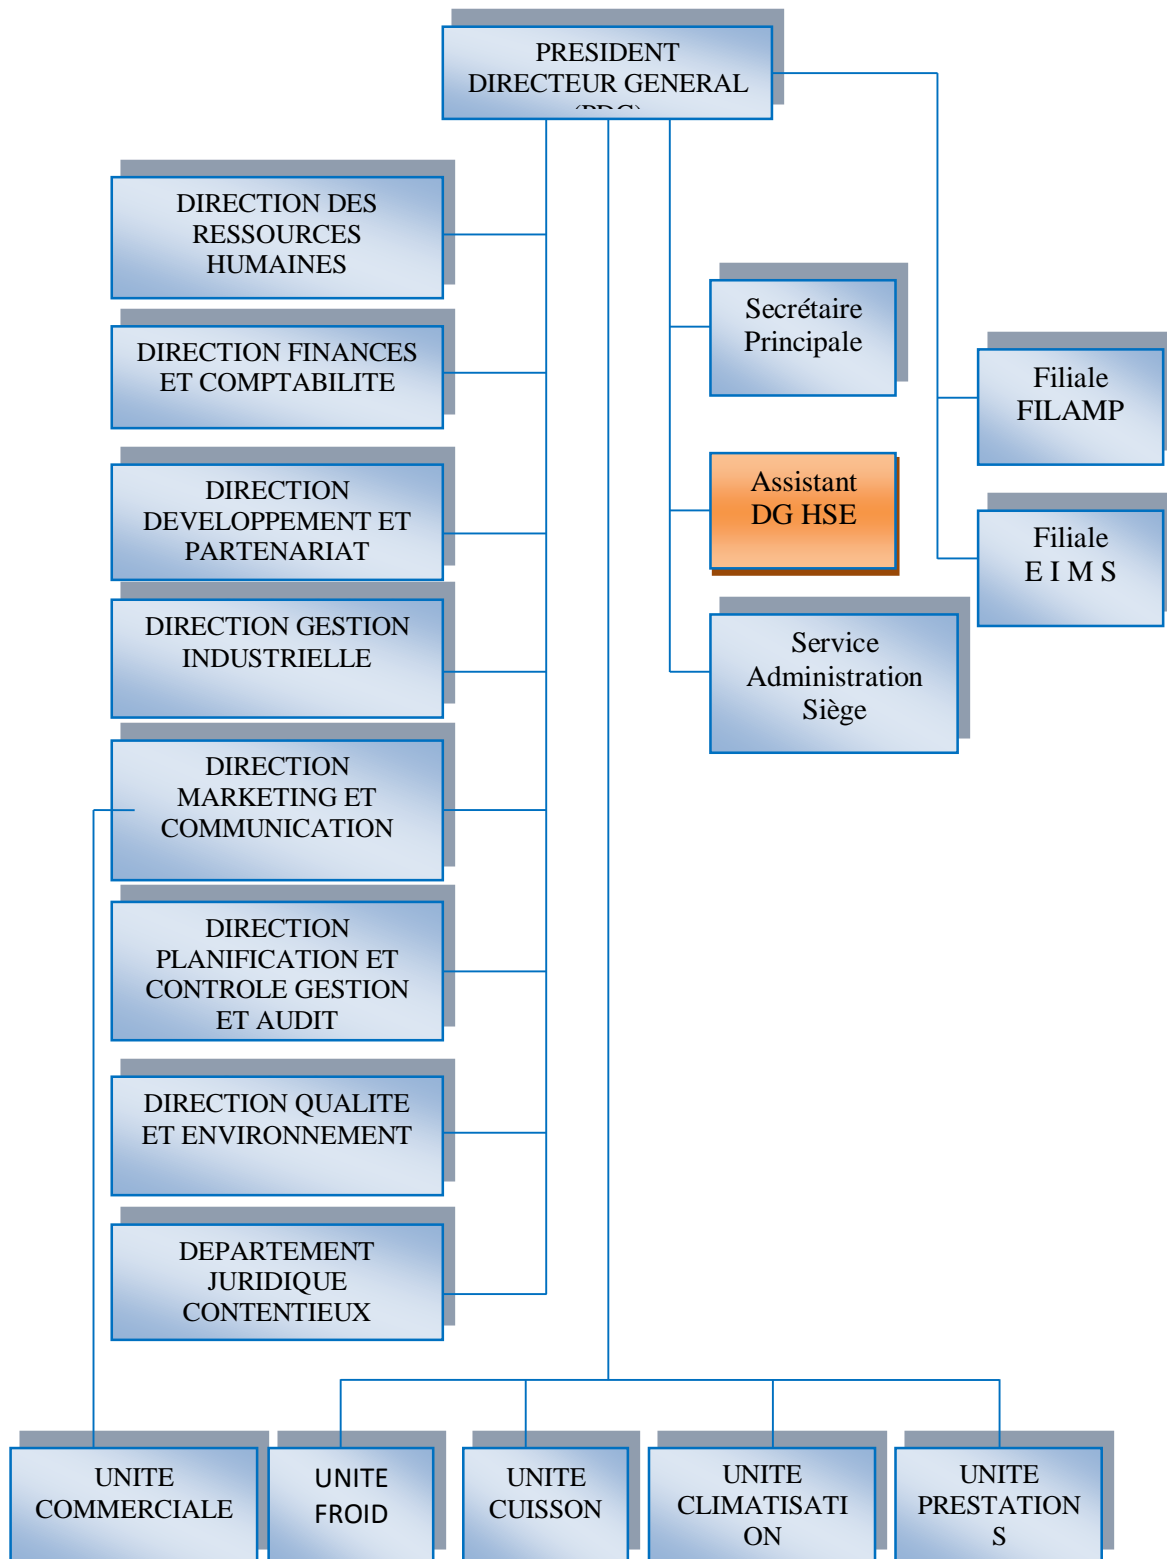 PRESIDENT
DIRECTEUR GENERAL
(PDG)
DIRECTION DES
RESSOURCES
HUMAINES
DIRECTION FINANCES
ET COMPTABILITE
DIRECTION
DEVELOPPEMENT ET
PARTENARIAT
DIRECTION GESTION
INDUSTRIELLE
DIRECTION
MARKETING ET
COMMUNICATION
DIRECTION
PLANIFICATION ET
CONTROLE GESTION
ET AUDIT
DIRECTION QUALITE
ET ENVIRONNEMENT
DEPARTEMENT
JURIDIQUE
CONTENTIEUX
Secrétaire
Principale
Assistant
DG HSE
Service
Administration
Siège
Filiale
FILAMP
Filiale
E I M S
UNITE
COMMERCIALE
UNITE
FROID
UNITE
CUISSON
UNITE
CLIMATISATI
ON
UNITE
PRESTATION
S